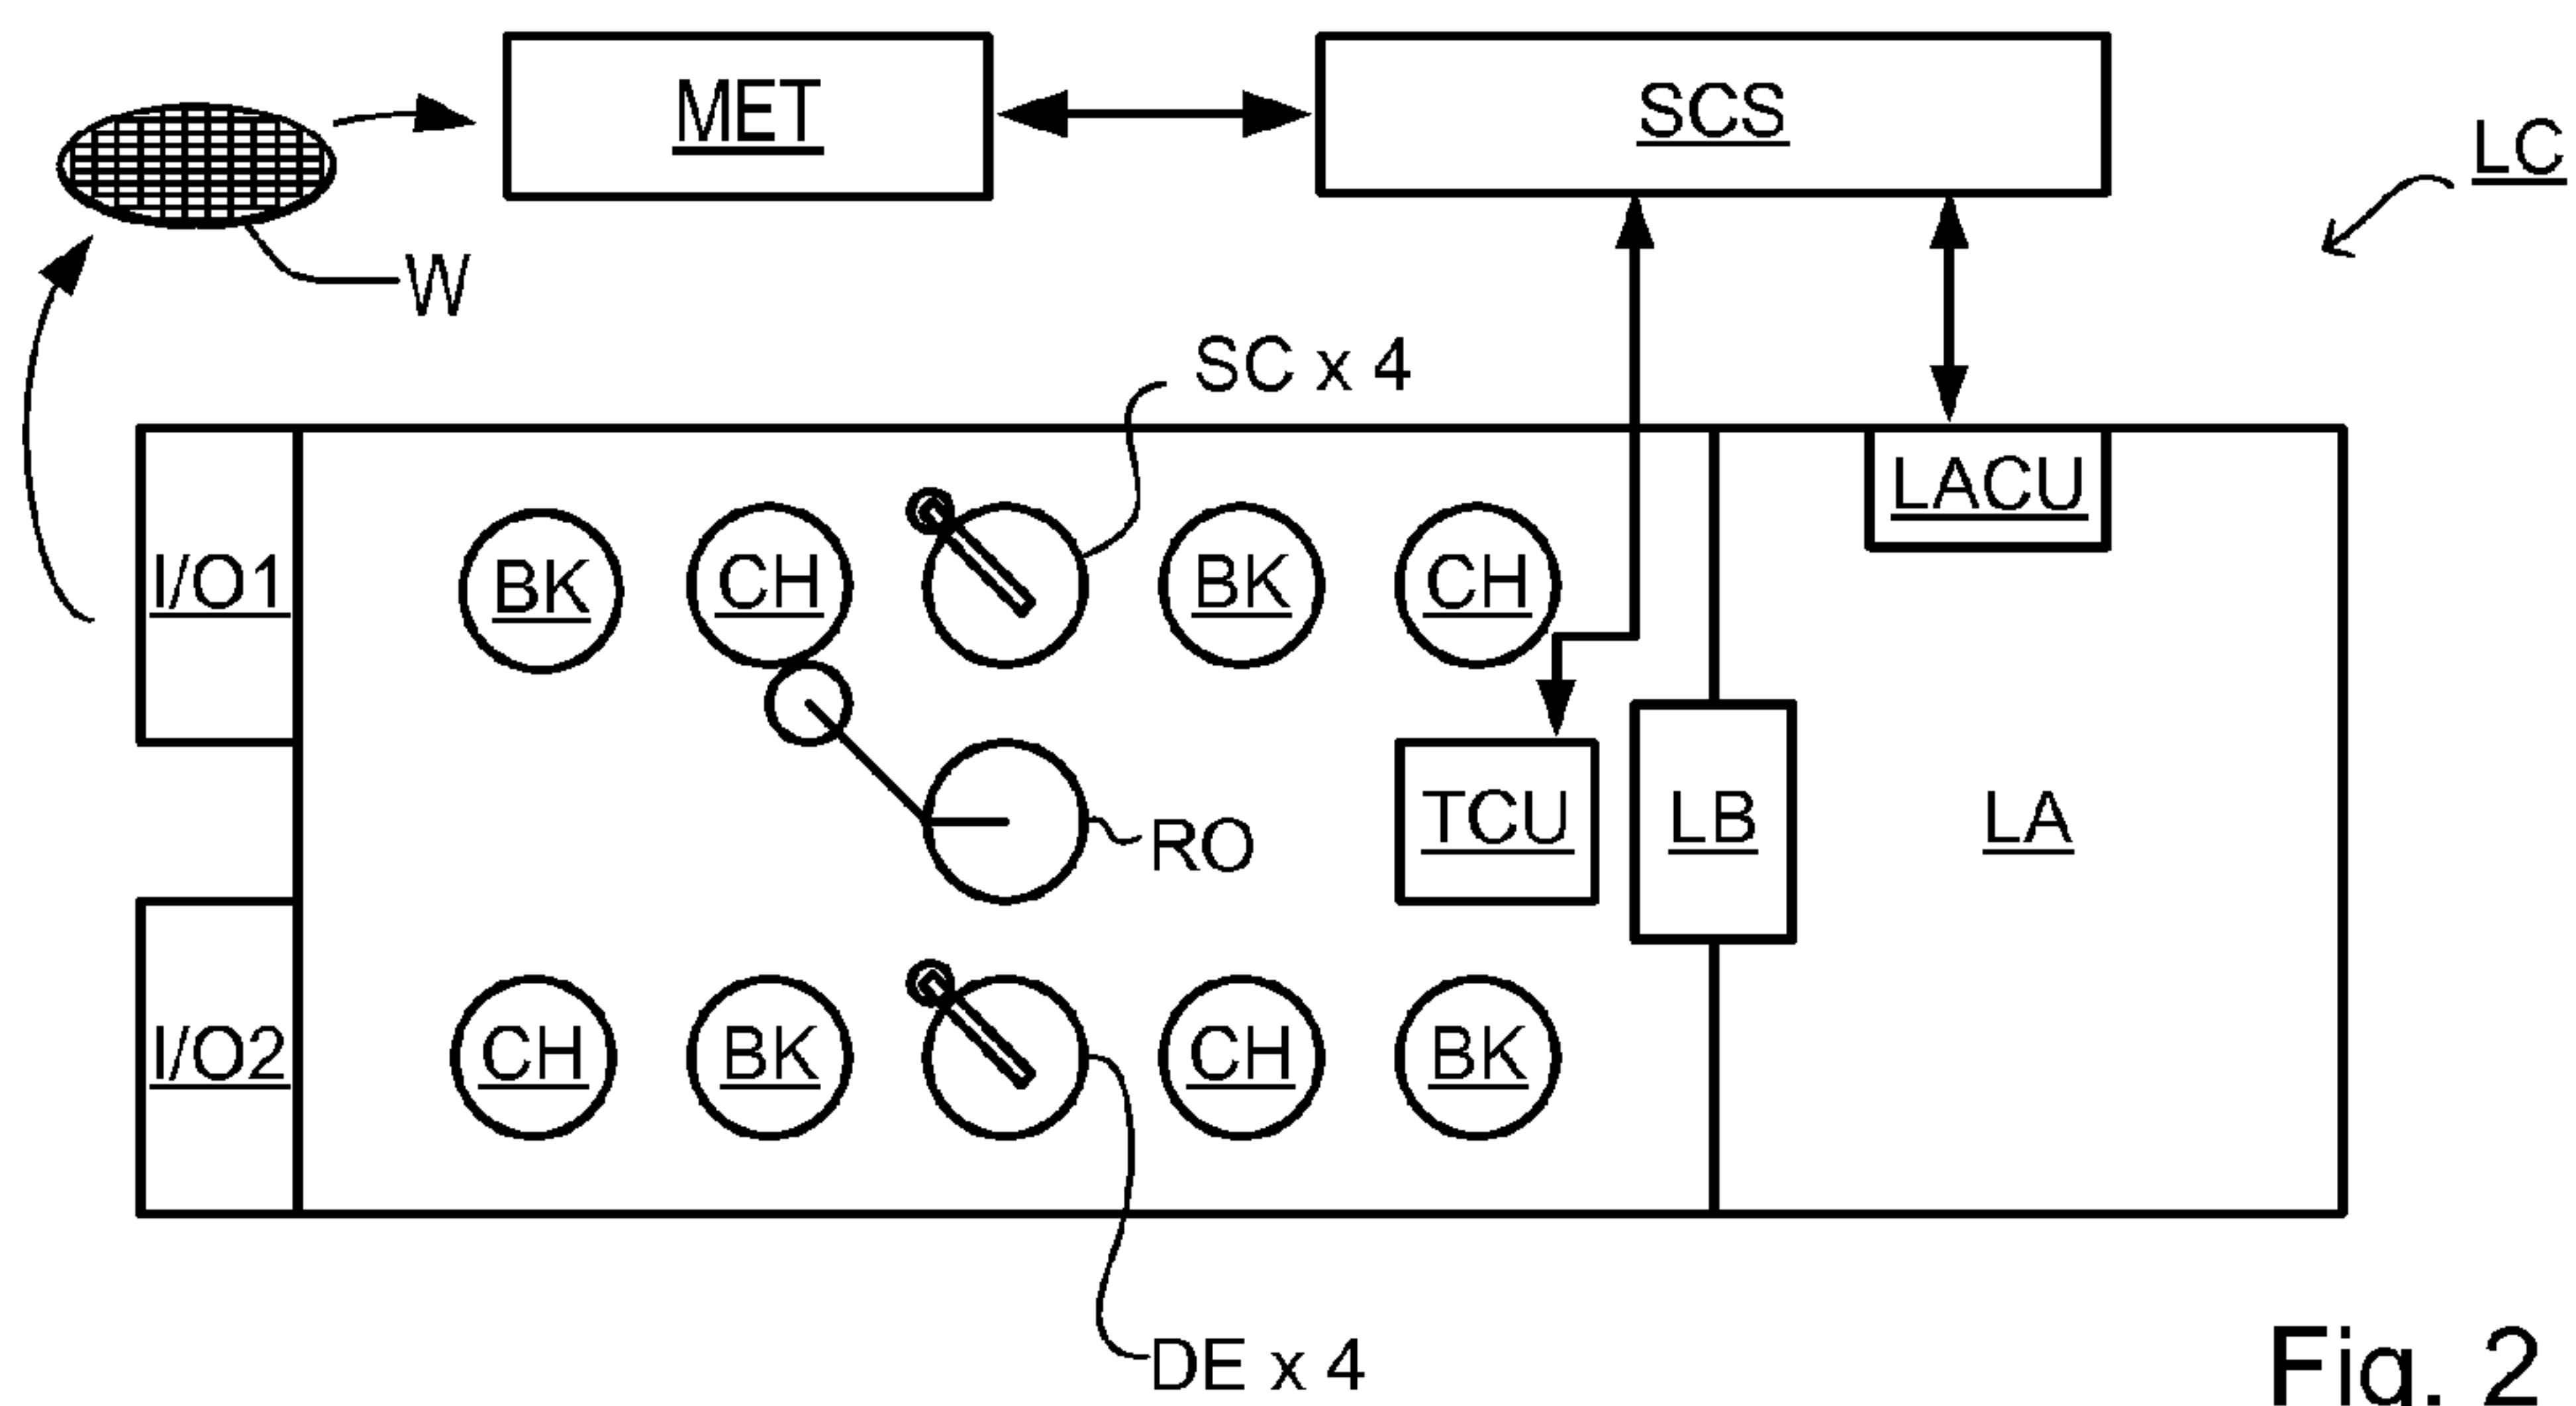 MET
SCS
LC
W
SC x 4
LACU
I/O1
BK
CH
BK
CH
TCU
LB
LA
RO
I/O2
CH
BK
CH
BK
DE x 4
Fig. 2